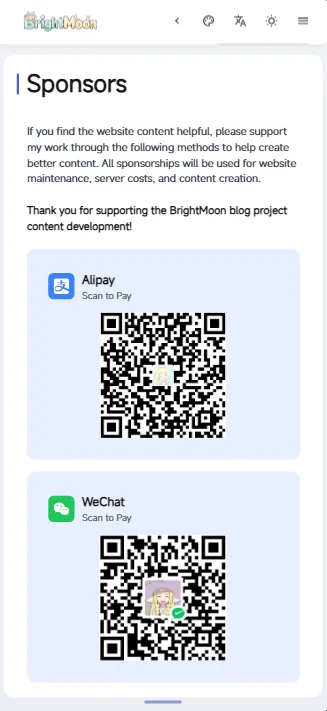 BrightMoon
Sponsors
If you find the website content helpful, please support
my work through the following methods to help create
better content. All sponsorships will be used for website
maintenance, server costs, and content creation.
Thank you for supporting the BrightMoon blog project
content development!
支
Alipay
Scan to Pay
WeChat
Scan to Pay